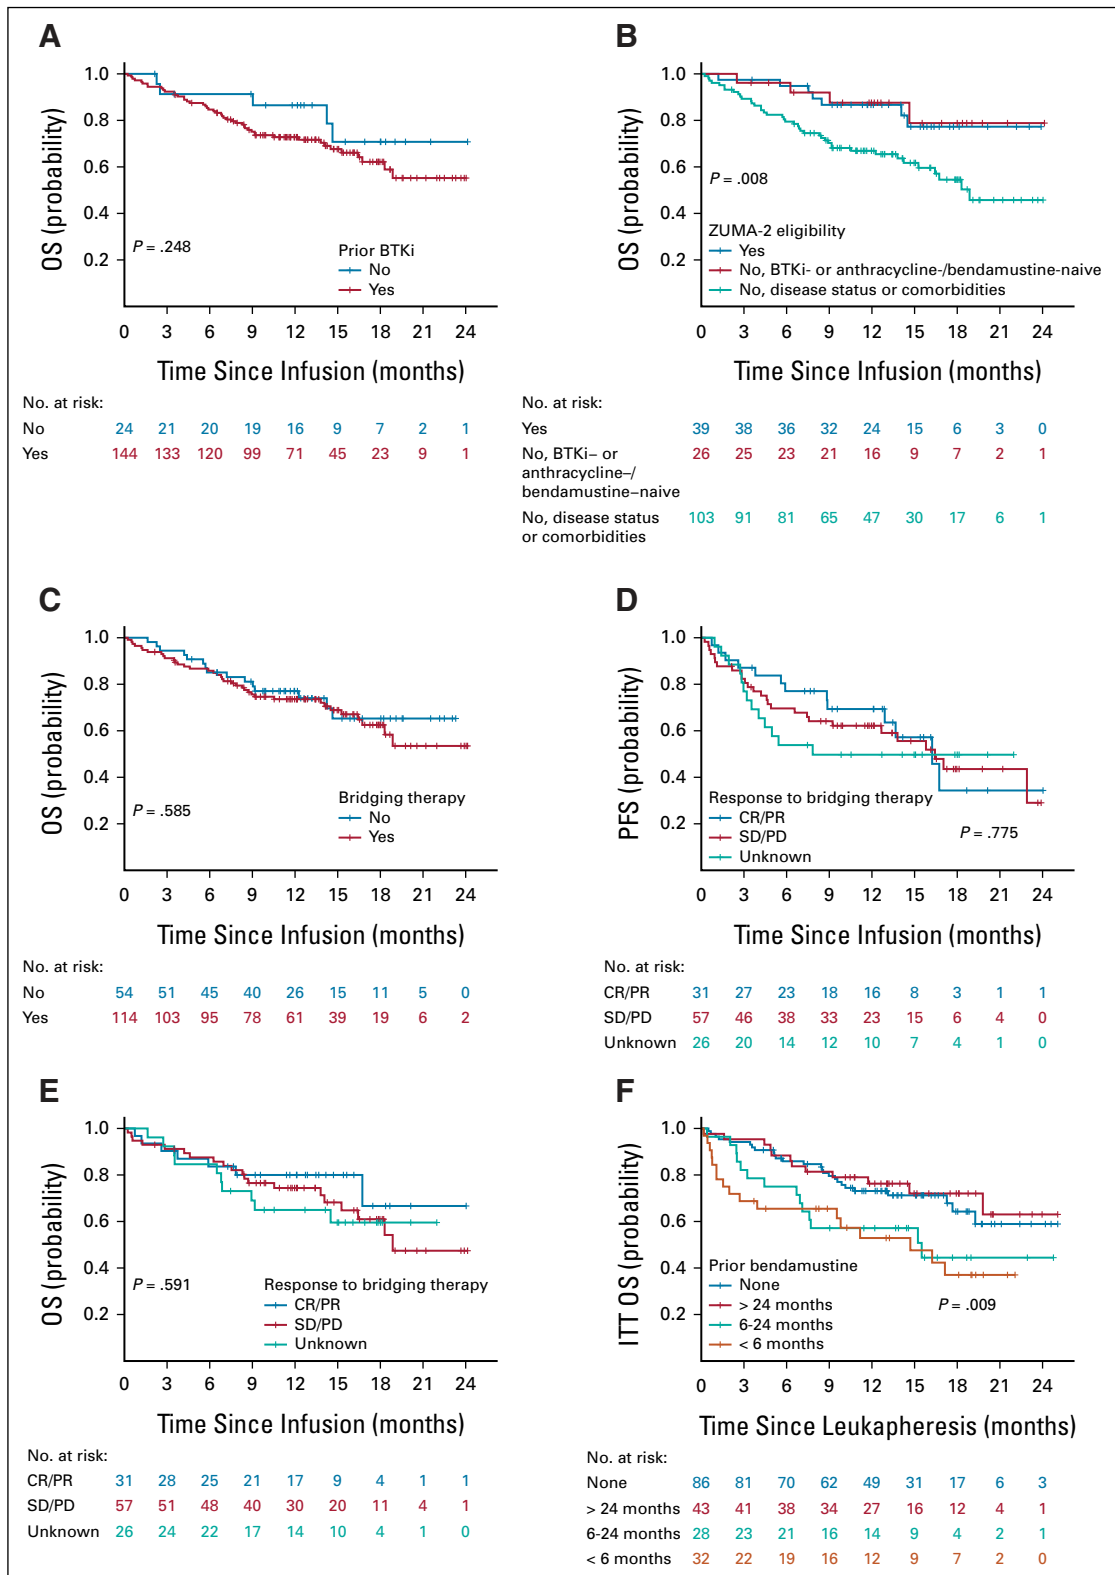 A
1.0
0.8
0.6
0.4
0.2
OS (probability)
P = .248
Prior BTKi
No
Yes
0 3 6 9 12 15 18 21 24
Time Since Infusion (months)
No. at risk:
No 24 21 20 19 16 9 7 2 1
Yes 144 133 120 99 71 45 23 9 1
B
1.0
0.8
0.6
0.4
0.2
OS (probability)
P = .008
ZUMA-2 eligibility
Yes
No, BTKi- or anthracycline-/bendamustine-naive
No, disease status or comorbidities
0 3 6 9 12 15 18 21 24
Time Since Infusion (months)
No. at risk:
Yes 39 38 36 32 24 15 6 3 0
No, BTKi– or 26 25 23 21 16 9 7 2 1
anthracycline–/
bendamustine–naive
No, disease status 103 91 81 65 47 30 17 6 1
or comorbidities
C
1.0
0.8
0.6
0.4
0.2
OS (probability)
P = .585
Bridging therapy
No
Yes
0 3 6 9 12 15 18 21 24
Time Since Infusion (months)
No. at risk:
No 54 51 45 40 26 15 11 5 0
Yes 114 103 95 78 61 39 19 6 2
D
1.0
0.8
0.6
0.4
0.2
PFS (probability)
Response to bridging therapy
CR/PR
SD/PD
Unknown
P = .775
0 3 6 9 12 15 18 21 24
Time Since Infusion (months)
No. at risk:
CR/PR 31 27 23 18 16 8 3 1 1
SD/PD 57 46 38 33 23 15 6 4 0
Unknown 26 20 14 12 10 7 4 1 0
E
1.0
0.8
0.6
0.4
0.2
OS (probability)
P = .591
Response to bridging therapy
CR/PR
SD/PD
Unknown
0 3 6 9 12 15 18 21 24
Time Since Infusion (months)
No. at risk:
CR/PR 31 28 25 21 17 9 4 1 1
SD/PD 57 51 48 40 30 20 11 4 1
Unknown 26 24 22 17 14 10 4 1 0
F
1.0
0.8
0.6
0.4
0.2
ITT OS (probability)
Prior bendamustine
None
> 24 months
6-24 months
< 6 months
P = .009
0 3 6 9 12 15 18 21 24
Time Since Leukapheresis (months)
No. at risk:
None 86 81 70 62 49 31 17 6 3
> 24 months 43 41 38 34 27 16 12 4 1
6-24 months 28 23 21 16 14 9 4 2 1
< 6 months 32 22 19 16 12 9 7 2 0